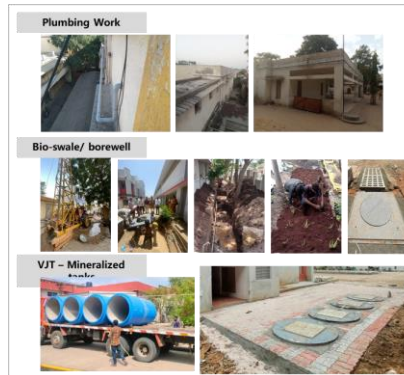 Plumbing Work
Bio-swale/ borewell
VJT – Mineralized
tanks